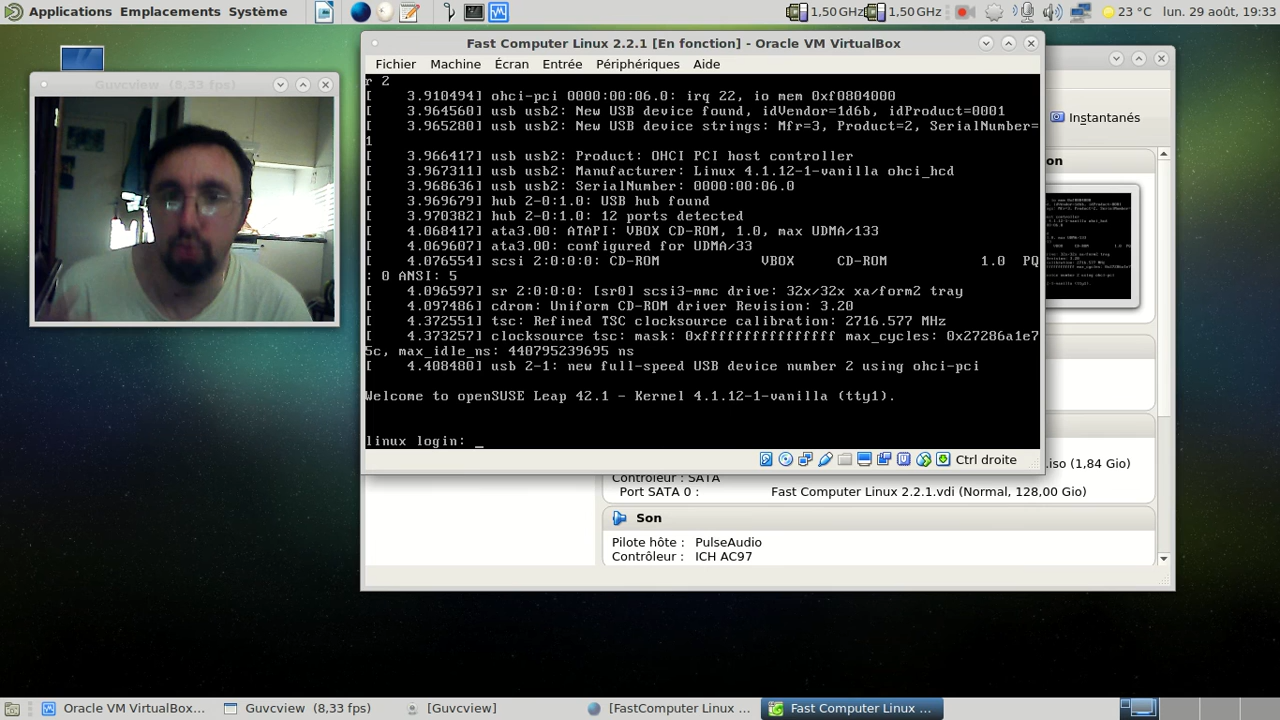 Applications Emplacements Système
1,50 GHz 1,50 GHz 23 °C lun. 29 août, 19:33
Guvcview (8,33 fps)
Fast Computer Linux 2.2.1 [En fonction] - Oracle VM VirtualBox
Fichier Machine Écran Entrée Périphériques Aide
r 2
[    3.910494] ohci-pci 0000:00:06.0: irq 22, io mem 0xf0804000
[    3.964560] usb usb2: New USB device found, idVendor=1d6b, idProduct=0001
[    3.965280] usb usb2: New USB device strings: Mfr=3, Product=2, SerialNumber=
1
[    3.966417] usb usb2: Product: OHCI PCI host controller
[    3.967311] usb usb2: Manufacturer: Linux 4.1.12-1-vanilla ohci_hcd
[    3.968636] usb usb2: SerialNumber: 0000:00:06.0
[    3.969679] hub 2-0:1.0: USB hub found
[    3.970388] hub 2-0:1.0: 12 ports detected
[    4.068417] ata3.00: ATAPI: VBOX CD-ROM, 1.0, max UDMA/133
[    4.069607] ata3.00: configured for UDMA/33
[    4.076554] scsi 2:0:0:0: CD-ROM            VBOX     CD-ROM           1.0  PQ
: 0 ANSI: 5
[    4.096597] sr 2:0:0:0: [sr0] scsi3-mmc drive: 32x/32x xa/form2 tray
[    4.097486] cdrom: Uniform CD-ROM driver Revision: 3.20
[    4.372551] tsc: Refined TSC clocksource calibration: 2716.577 MHz
[    4.373257] clocksource tsc: mask: 0xffffffffffffffff max_cycles: 0x27286a1e7
5c, max_idle_ns: 440795239695 ns
[    4.408480] usb 2-1: new full-speed USB device number 2 using ohci-pci
Welcome to openSUSE Leap 42.1 - Kernel 4.1.12-1-vanilla (tty1).
linux login: _
Ctrl droite
Instantanés
on
.iso (1,84 Gio)
Contrôleur : SATA
Port SATA 0 : Fast Computer Linux 2.2.1.vdi (Normal, 128,00 Gio)
Son
Pilote hôte : PulseAudio
Contrôleur : ICH AC97
Oracle VM VirtualBox... Guvcview (8,33 fps) [Guvcview] [FastComputer Linux ... Fast Computer Linux ...